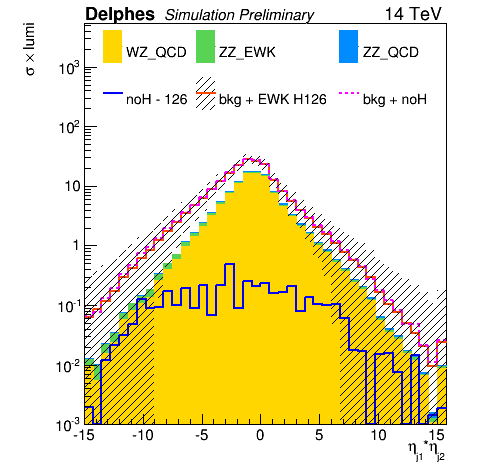 Delphes Simulation Preliminary 14 TeV
σ × lumi
WZ_QCD ZZ_EWK ZZ_QCD
noH - 126 bkg + EWK H126 bkg + noH
10³
10²
10
1
10⁻¹
10⁻²
10⁻³
-15 -10 -5 0 5 10 15
η_j1*η_j2